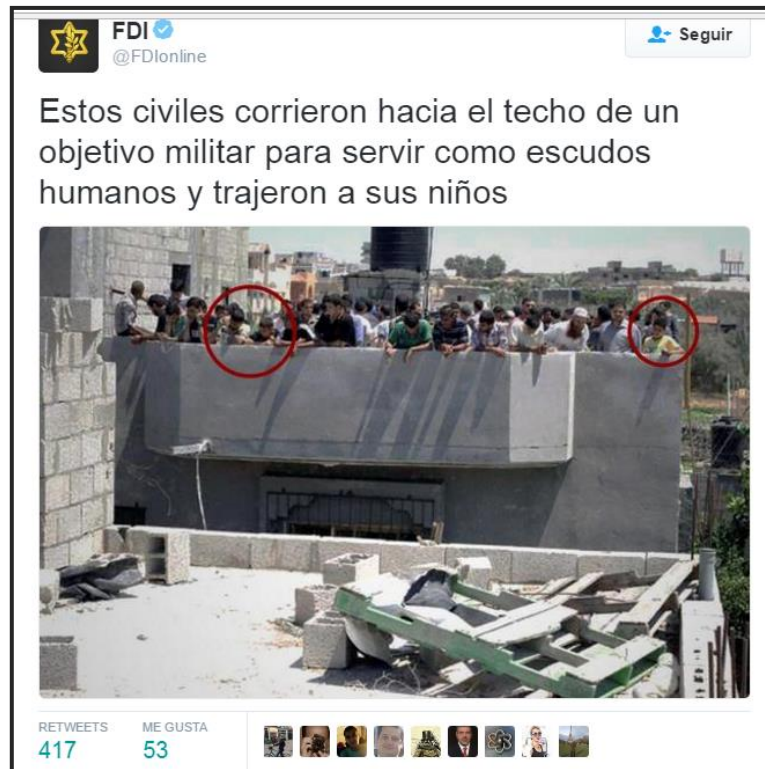 FDI
@FDIonline
Seguir
Estos civiles corrieron hacia el techo de un
objetivo militar para servir como escudos
humanos y trajeron a sus niños
RETWEETS ME GUSTA
417 53